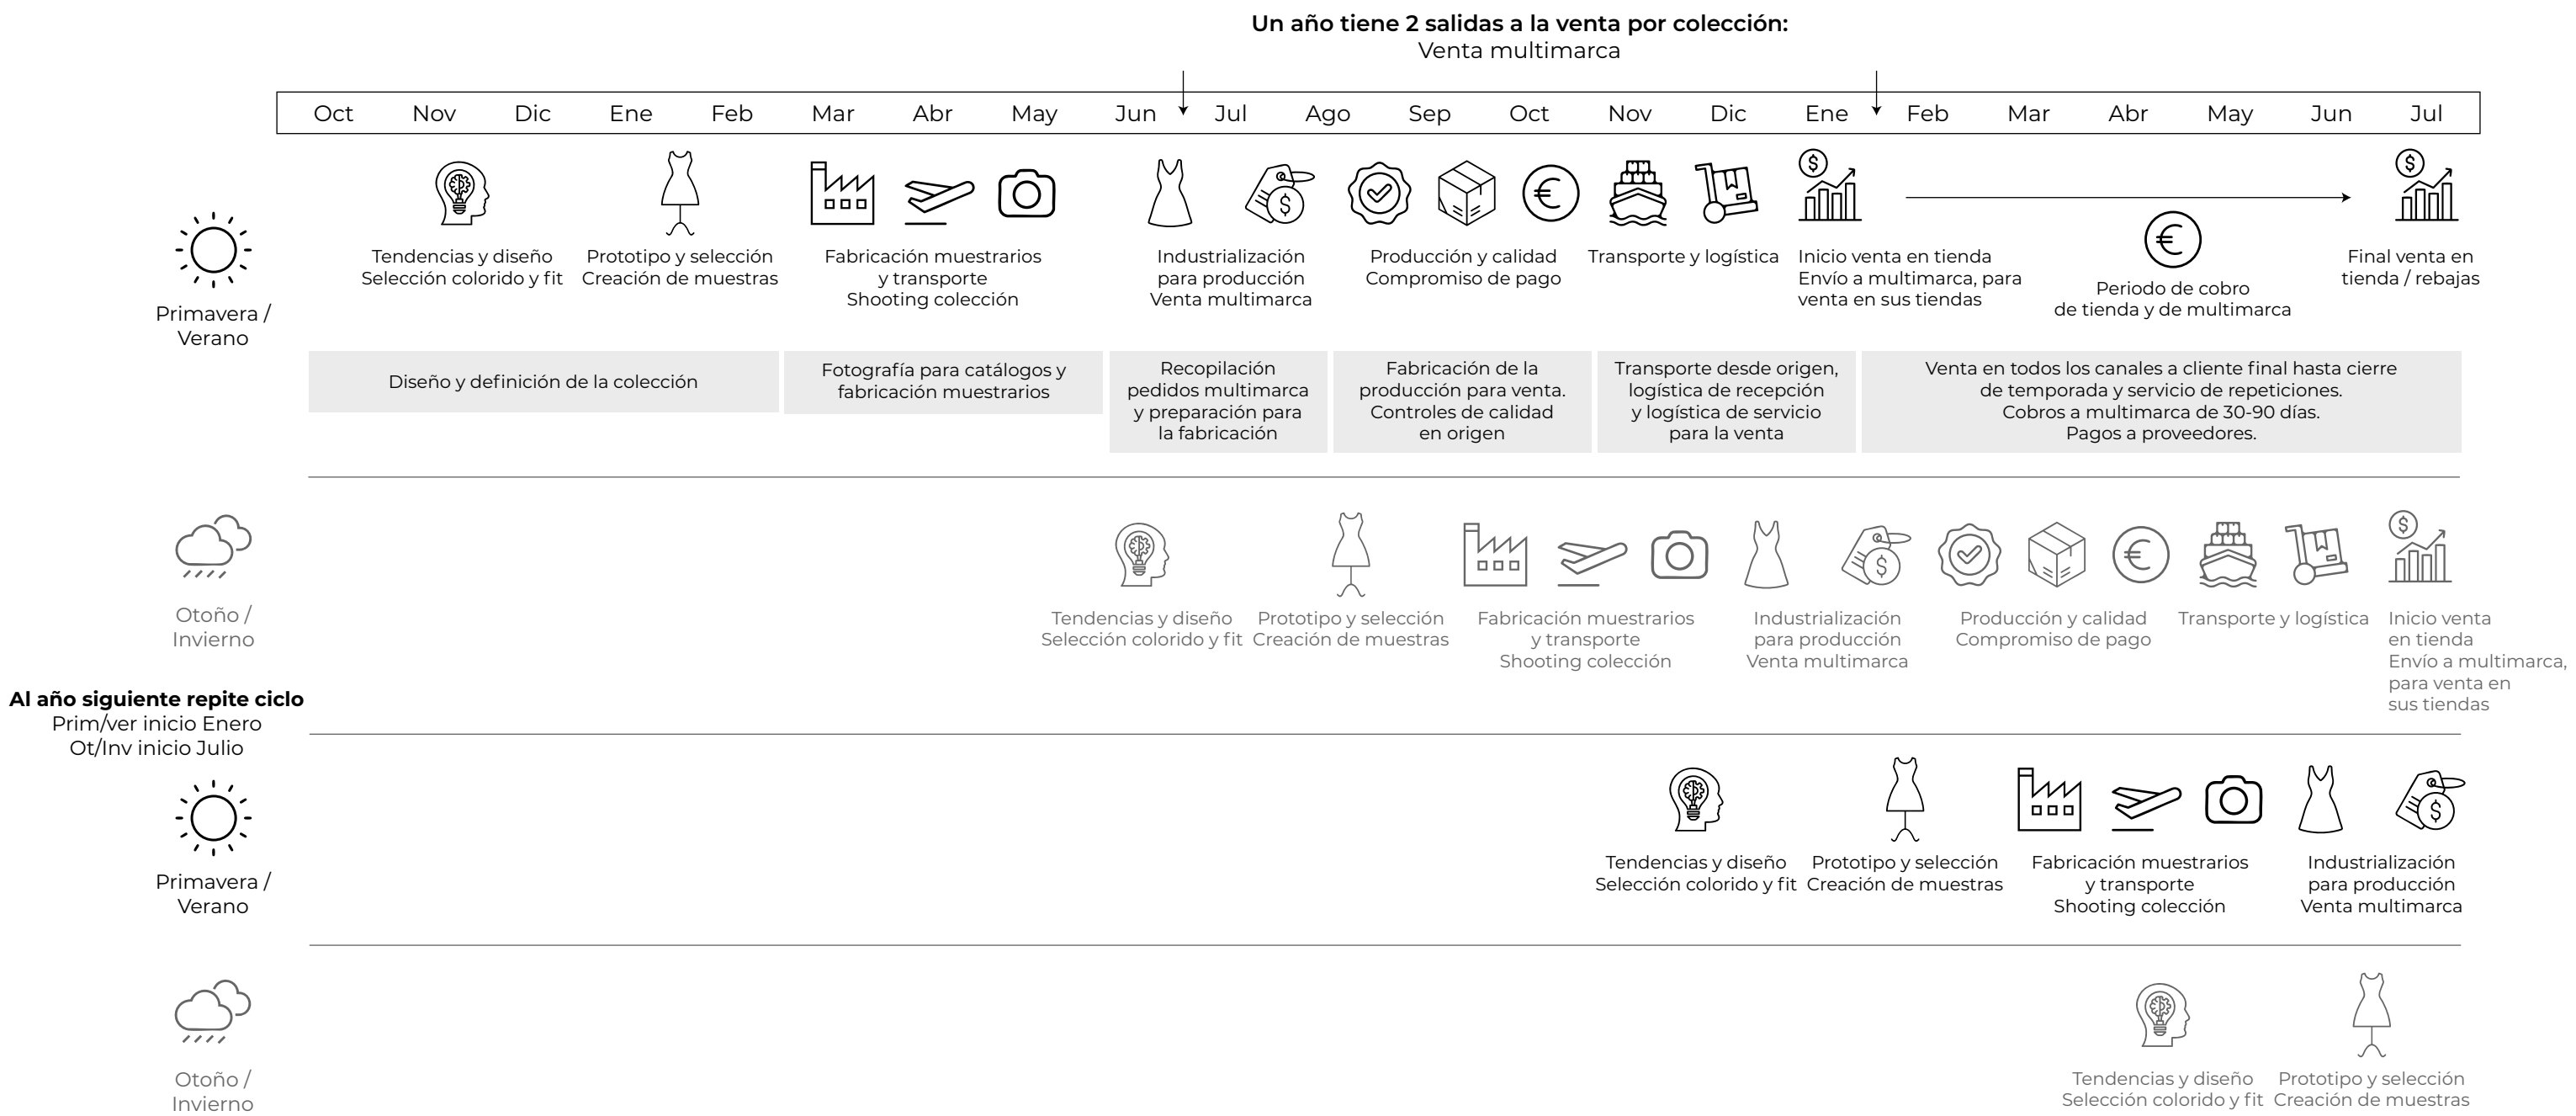 Un año tiene 2 salidas a la venta por colección:
Venta multimarca
Oct Nov Dic Ene Feb Mar Abr May Jun Jul Ago Sep Oct Nov Dic Ene Feb Mar Abr May Jun Jul
Primavera /
Verano
Tendencias y diseño
Selección colorido y fit
Prototipo y selección
Creación de muestras
Fabricación muestrarios
y transporte
Shooting colección
Industrialización
para producción
Venta multimarca
Producción y calidad
Compromiso de pago
Transporte y logística
Inicio venta en tienda
Envío a multimarca, para
venta en sus tiendas
Periodo de cobro
de tienda y de multimarca
Final venta en
tienda / rebajas
Diseño y definición de la colección
Fotografía para catálogos y
fabricación muestrarios
Recopilación
pedidos multimarca
y preparación para
la fabricación
Fabricación de la
producción para venta.
Controles de calidad
en origen
Transporte desde origen,
logística de recepción
y logística de servicio
para la venta
Venta en todos los canales a cliente final hasta cierre
de temporada y servicio de repeticiones.
Cobros a multimarca de 30-90 días.
Pagos a proveedores.
Otoño /
Invierno
Tendencias y diseño
Selección colorido y fit
Prototipo y selección
Creación de muestras
Fabricación muestrarios
y transporte
Shooting colección
Industrialización
para producción
Venta multimarca
Producción y calidad
Compromiso de pago
Transporte y logística
Inicio venta
en tienda
Envío a multimarca,
para venta en
sus tiendas
Al año siguiente repite ciclo
Prim/ver inicio Enero
Ot/Inv inicio Julio
Primavera /
Verano
Tendencias y diseño
Selección colorido y fit
Prototipo y selección
Creación de muestras
Fabricación muestrarios
y transporte
Shooting colección
Industrialización
para producción
Venta multimarca
Otoño /
Invierno
Tendencias y diseño
Selección colorido y fit
Prototipo y selección
Creación de muestras